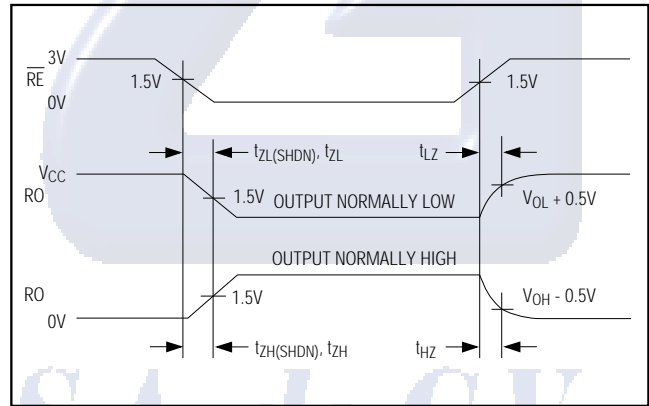 3V
RE
1.5V
1.5V
0V
tZL(SHDN), tZL
tLZ
VCC
RO
1.5V
OUTPUT NORMALLY LOW
VOL + 0.5V
OUTPUT NORMALLY HIGH
RO
1.5V
VOH - 0.5V
0V
tZH(SHDN), tZH
tHZ